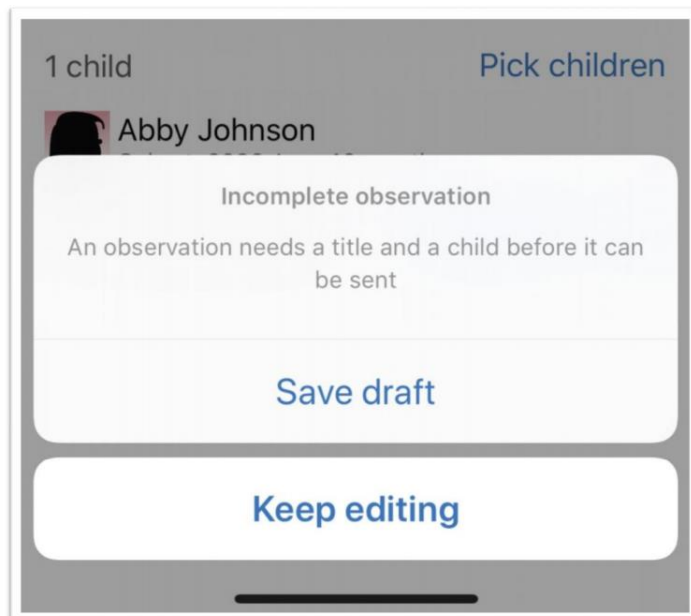 1 child
Pick children
Abby Johnson
Incomplete observation
An observation needs a title and a child before it can
be sent
Save draft
Keep editing